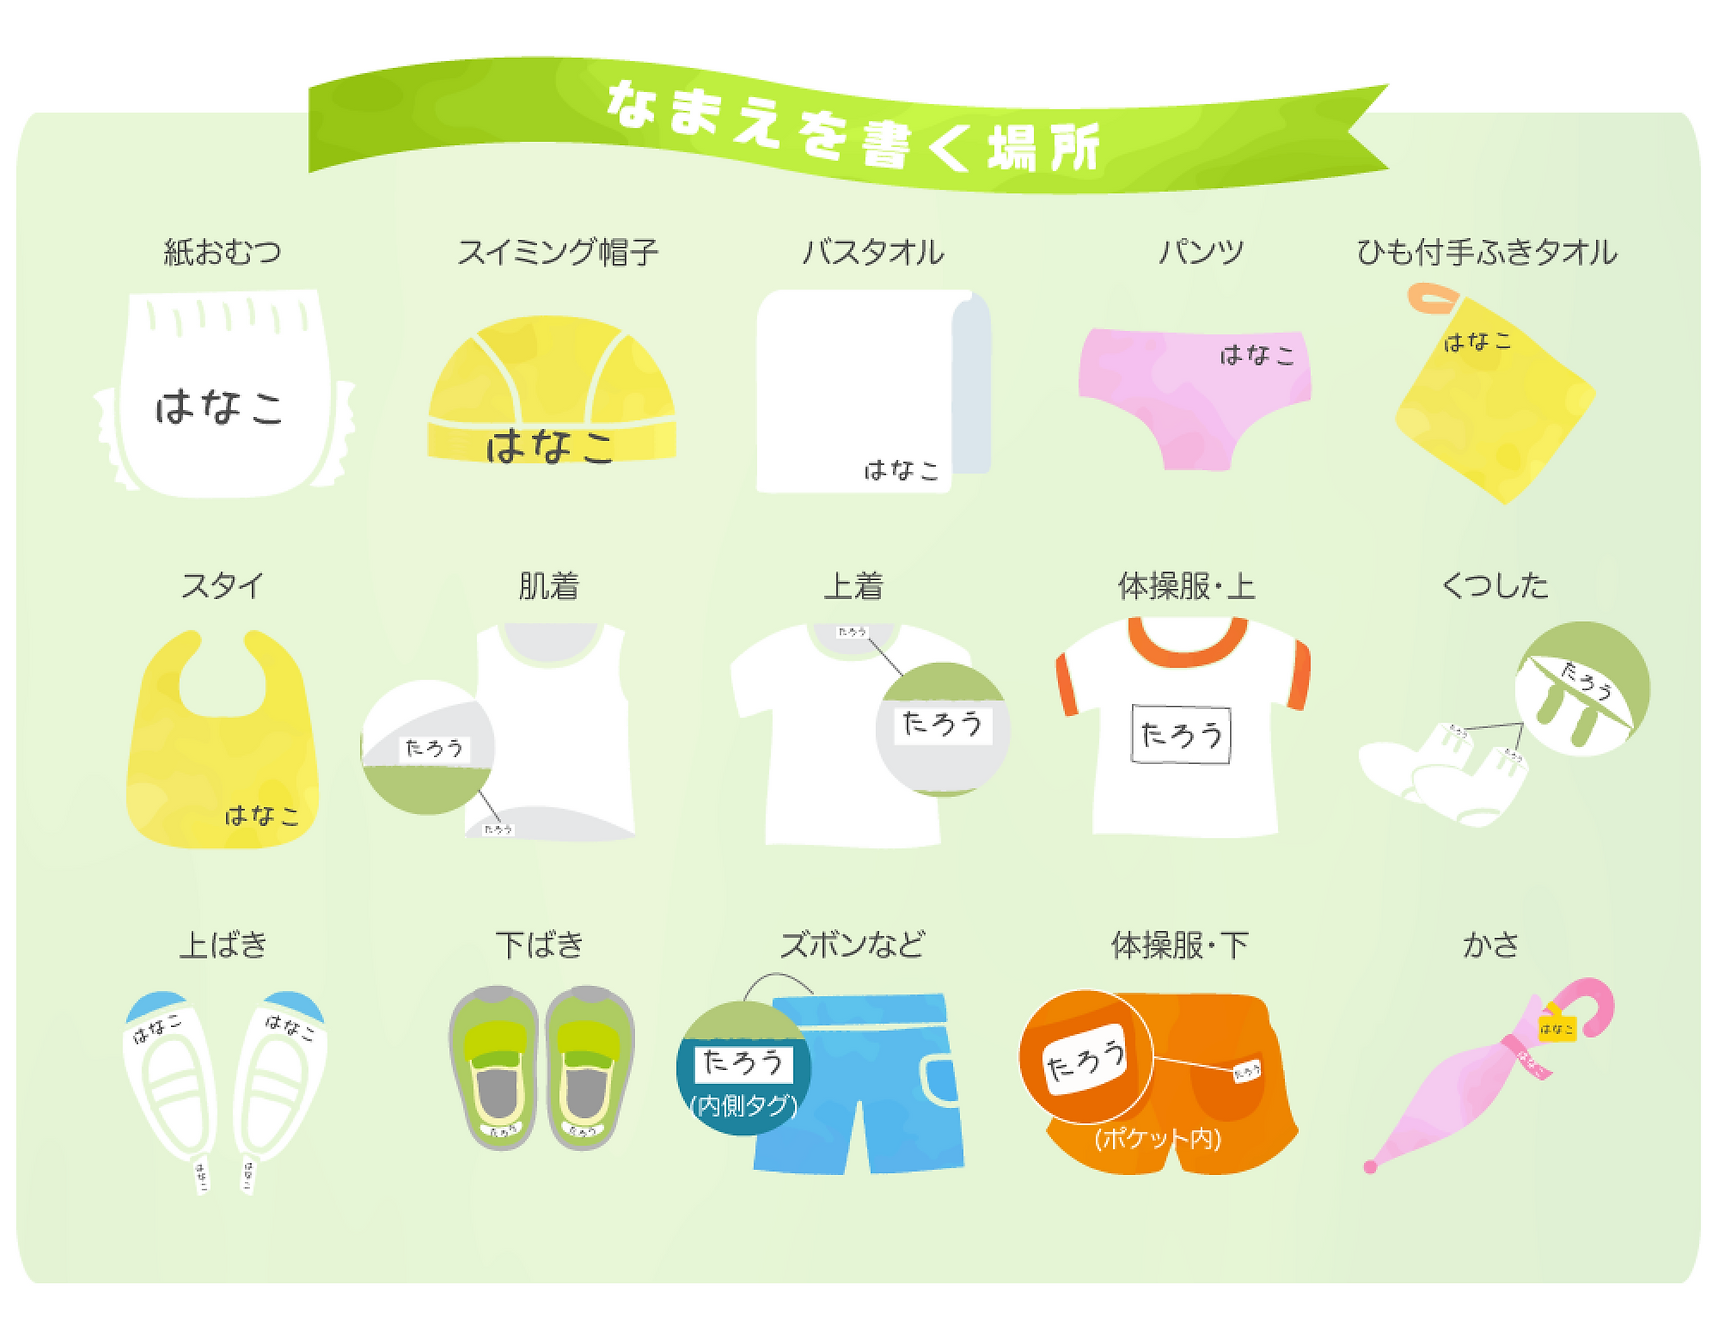 なまえを書く場所
紙おむつ
スイミング帽子
バスタオル
パンツ
ひも付手ふきタオル
はなこ
はなこ
はなこ
はなこ
はなこ
スタイ
肌着
上着
体操服・上
くつした
はなこ
たろう
たろう
たろう
たろう
たろう
たろう
たろう
たろう
たろう
上ばき
下ばき
ズボンなど
体操服・下
かさ
はなこ
はなこ
はなこ
はなこ
たろう
たろう
たろう
(内側タグ)
たろう
たろう
(ポケット内)
はなこ
はなこ